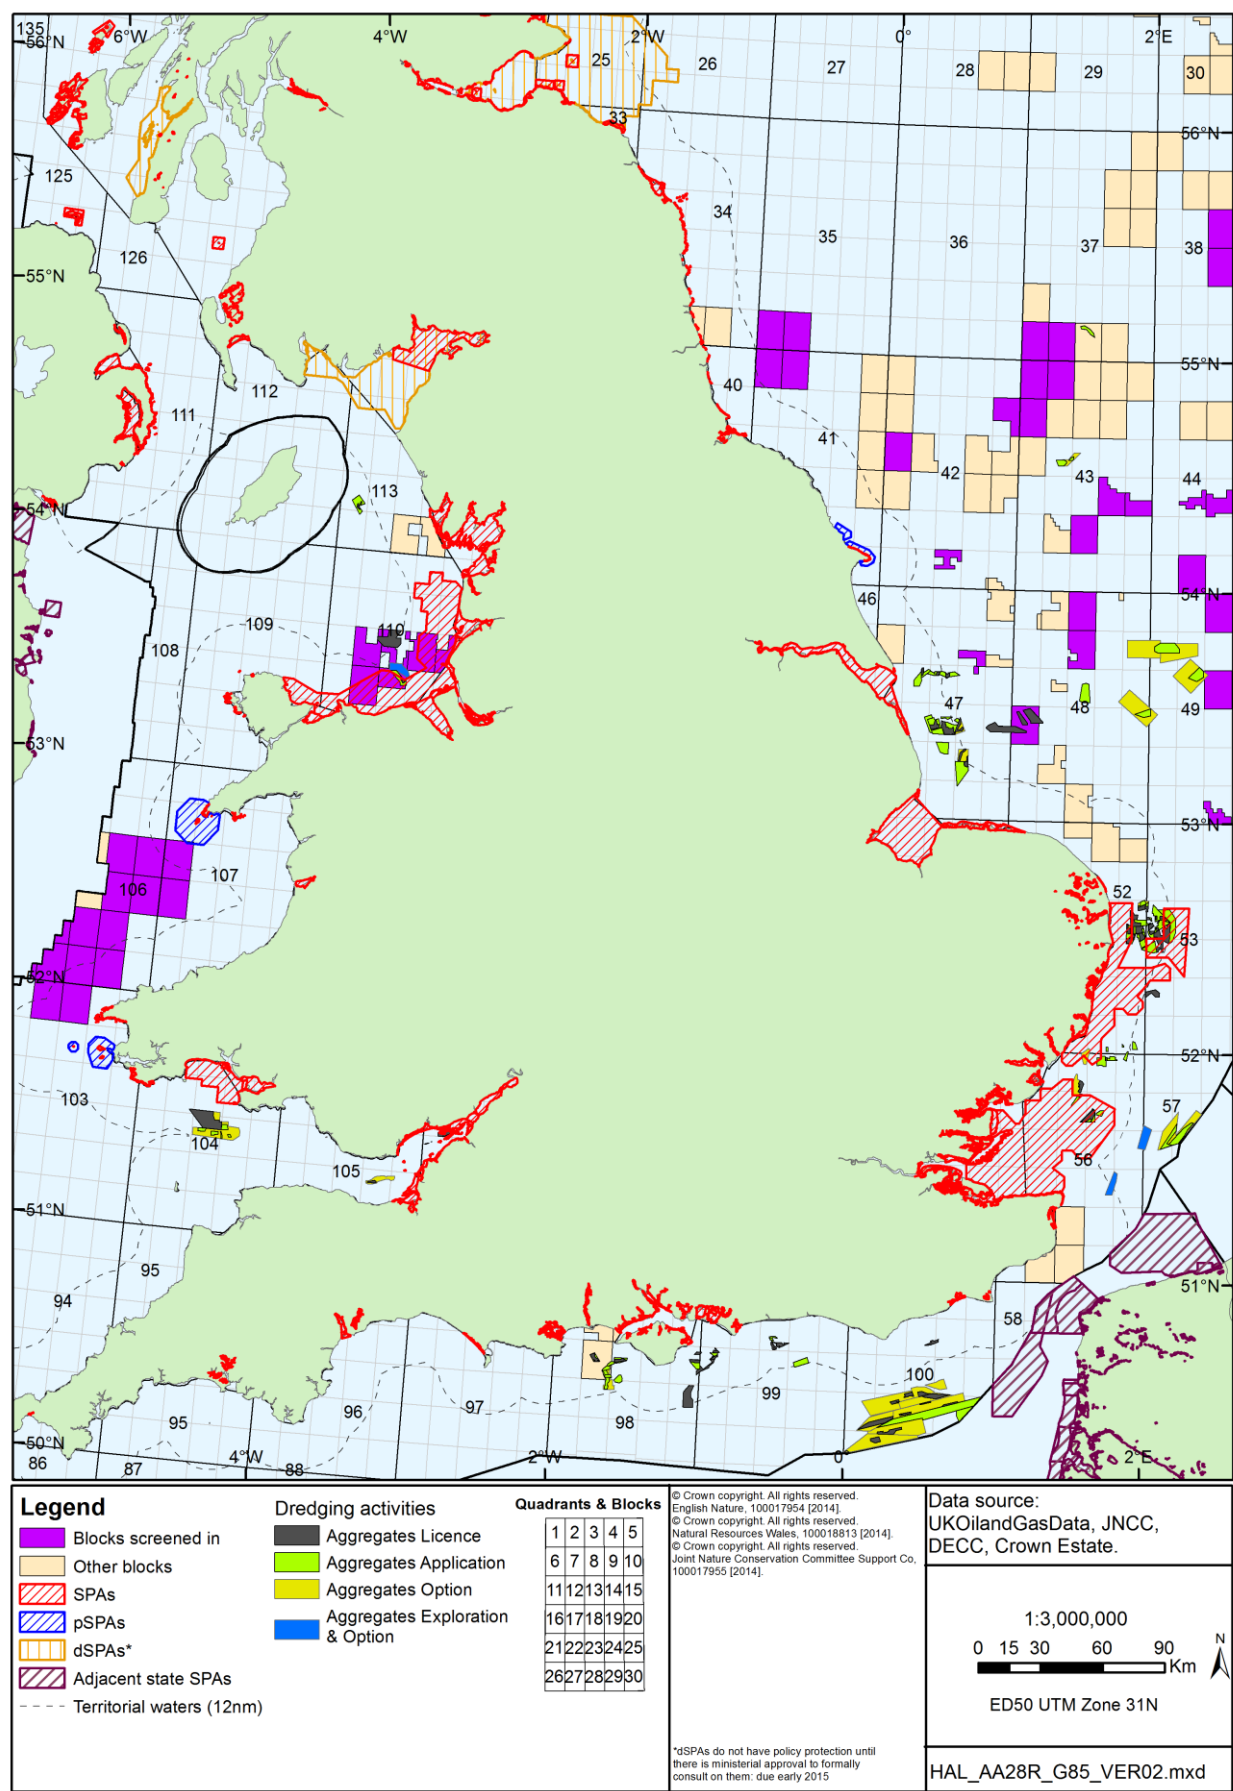 135
56°N
6°W
4°W
2°W
0°
2°E
25
26
27
28
29
30
33
56°N
125
34
35
36
37
38
126
55°N
112
111
40
55°N
41
42
43
44
113
54°N
46
54°N
109
110
108
47
48
49
53°N
53°N
106
107
52
53
52°N
52°N
103
104
105
57
56
51°N
95
94
51°N
58
100
99
98
97
96
95
50°N
86
87
88
4°W
2°W
0°
2°E
Legend
Blocks screened in
Other blocks
SPAs
pSPAs
dSPAs*
Adjacent state SPAs
Territorial waters (12nm)
Dredging activities
Aggregates Licence
Aggregates Application
Aggregates Option
Aggregates Exploration
& Option
Quadrants & Blocks
1 2 3 4 5
6 7 8 9 10
11 12 13 14 15
16 17 18 19 20
21 22 23 24 25
26 27 28 29 30
© Crown copyright. All rights reserved.
English Nature, 100017954 [2014].
© Crown copyright. All rights reserved.
Natural Resources Wales, 100018813 [2014].
© Crown copyright. All rights reserved.
Joint Nature Conservation Committee Support Co,
100017955 [2014].
*dSPAs do not have policy protection until
there is ministerial approval to formally
consult on them: due early 2015
Data source:
UKOilandGasData, JNCC,
DECC, Crown Estate.
1:3,000,000
0 15 30 60 90
Km
N
ED50 UTM Zone 31N
HAL_AA28R_G85_VER02.mxd